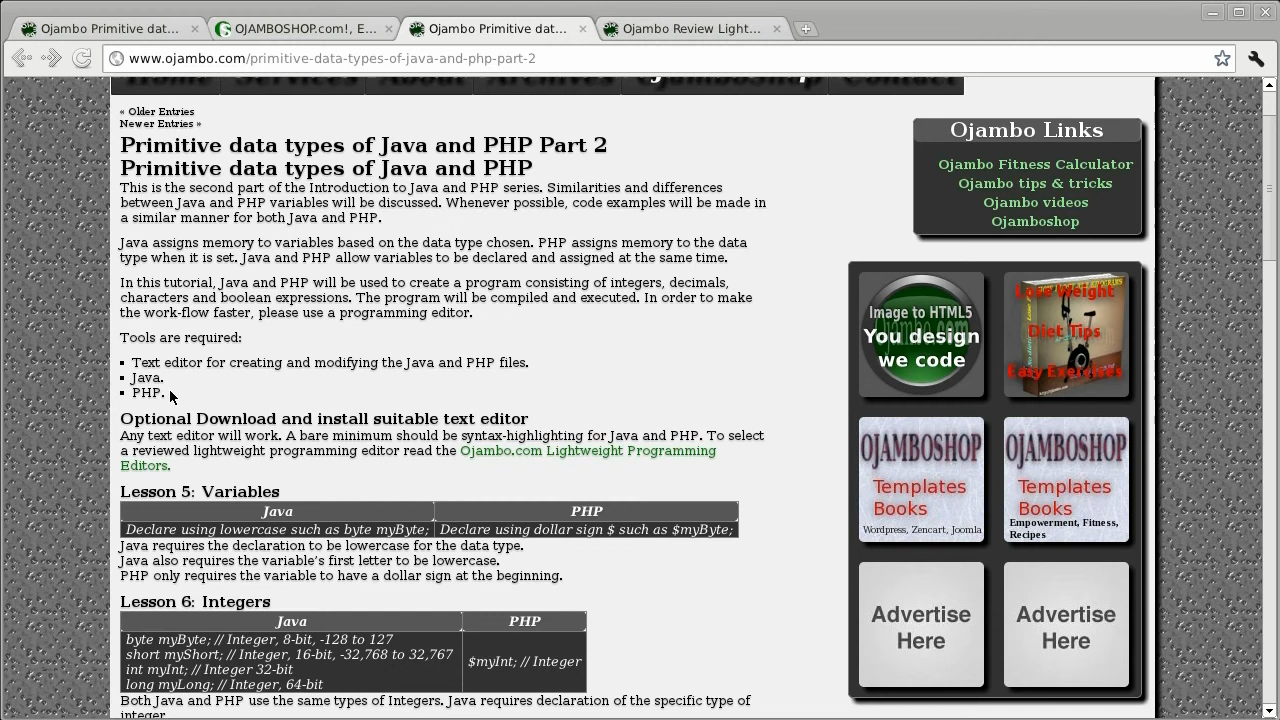 Ojambo Primitive dat...
OJAMBOSHOP.com!, E...
Ojambo Primitive dat...
Ojambo Review Light...
www.ojambo.com/primitive-data-types-of-java-and-php-part-2
Home Services About Archives OjamboShop Contact
« Older Entries
Newer Entries »
Primitive data types of Java and PHP Part 2
Primitive data types of Java and PHP
This is the second part of the Introduction to Java and PHP series. Similarities and differences
between Java and PHP variables will be discussed. Whenever possible, code examples will be made in
a similar manner for both Java and PHP.
Java assigns memory to variables based on the data type chosen. PHP assigns memory to the data
type when it is set. Java and PHP allow variables to be declared and assigned at the same time.
In this tutorial, Java and PHP will be used to create a program consisting of integers, decimals,
characters and boolean expressions. The program will be compiled and executed. In order to make
the work-flow faster, please use a programming editor.
Tools are required:
Text editor for creating and modifying the Java and PHP files.
Java.
PHP.
Optional Download and install suitable text editor
Any text editor will work. A bare minimum should be syntax-highlighting for Java and PHP. To select
a reviewed lightweight programming editor read the Ojambo.com Lightweight Programming
Editors.
Lesson 5: Variables
Java PHP
Declare using lowercase such as byte myByte; Declare using dollar sign $ such as $myByte;
Java requires the declaration to be lowercase for the data type.
Java also requires the variable's first letter to be lowercase.
PHP only requires the variable to have a dollar sign at the beginning.
Lesson 6: Integers
Java PHP
byte myByte; // Integer, 8-bit, -128 to 127
short myShort; // Integer, 16-bit, -32,768 to 32,767
int myInt; // Integer 32-bit
long myLong; // Integer, 64-bit
$myInt; // Integer
Both Java and PHP use the same types of Integers. Java requires declaration of the specific type of
integer
Ojambo Links
Ojambo Fitness Calculator
Ojambo tips & tricks
Ojambo videos
Ojamboshop
Image to HTML5
You design
we code
Lose Weight
Diet Tips
Easy Exercises
OJAMBOSHOP
Templates
Books
Wordpress, Zencart, Joomla
OJAMBOSHOP
Templates
Books
Empowerment, Fitness,
Recipes
Advertise
Here
Advertise
Here